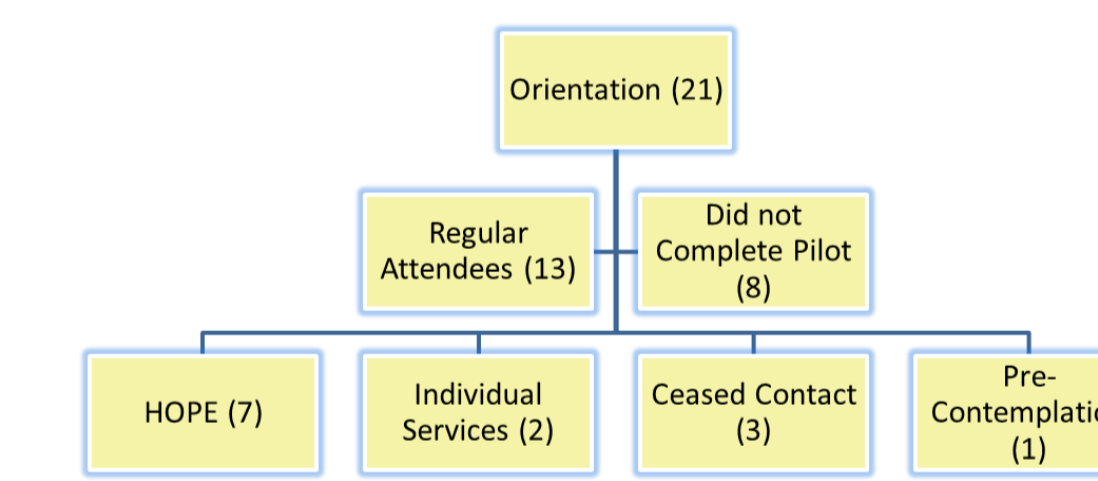 Orientation (21)
Regular
Attendees (13)
Did not
Complete Pilot
(8)
HOPE (7)
Individual
Services (2)
Ceased Contact
(3)
Pre-
Contemplatio
(1)